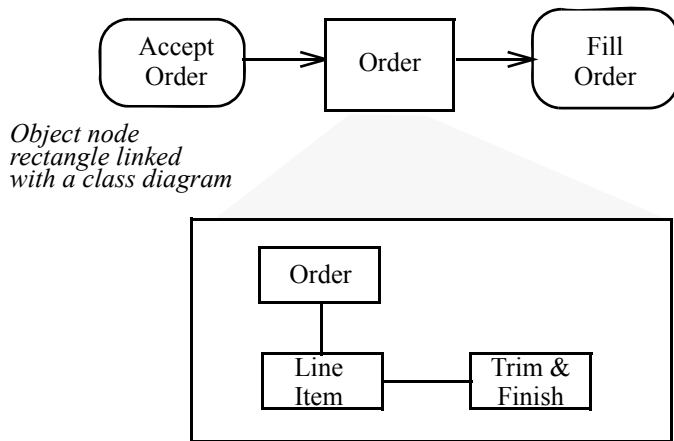 Accept
Order
Order
Fill
Order
Object node
rectangle linked
with a class diagram
Order
Line
Item
Trim &
Finish